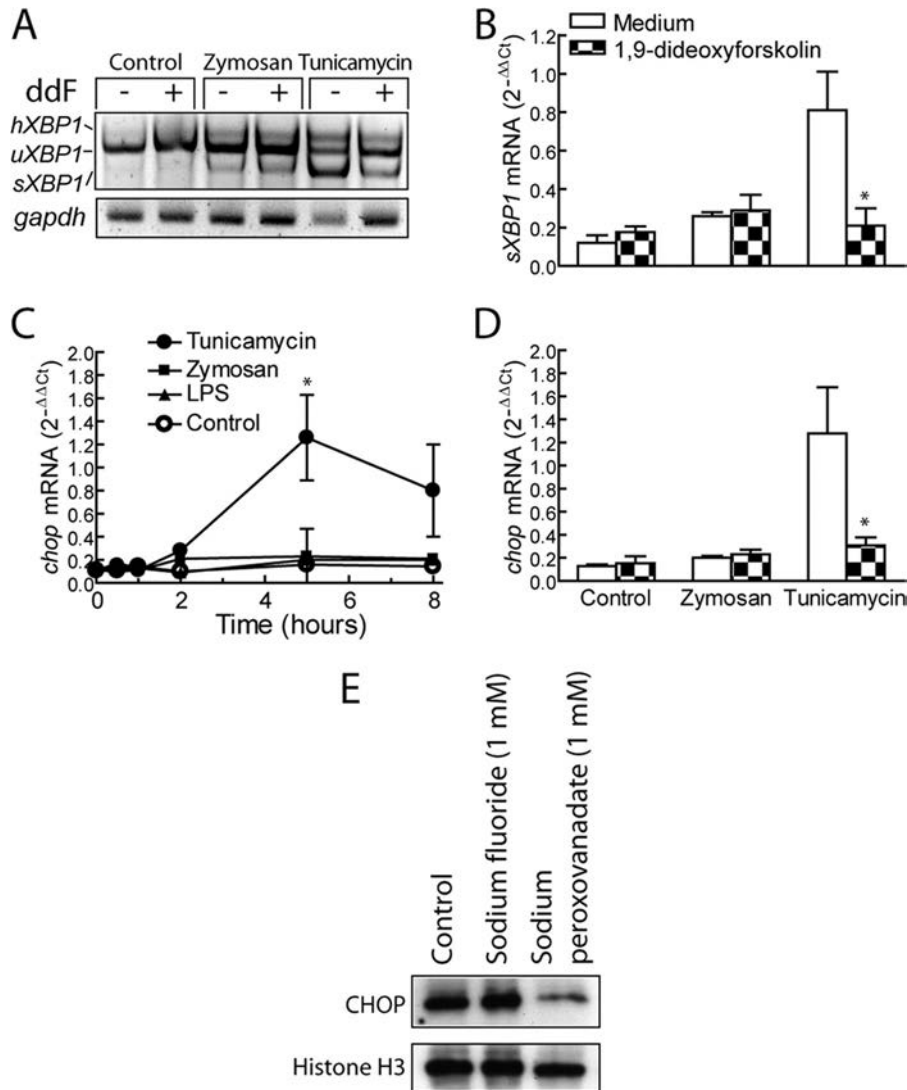 A
Control Zymosan Tunicamycin
ddF - + - + - +
hXBP1
uXBP1
sXBP1
gapdh
B
Medium
1,9-dideoxyforskolin
sXBP1 mRNA (2-ΔΔCt)
1.2
1.0
0.8
0.6
0.4
0.2
0.0
*
C
Tunicamycin
Zymosan
LPS
Control
chop mRNA (2-ΔΔCt)
2.0
1.8
1.6
1.4
1.2
1.0
0.8
0.6
0.4
0.2
0.0
*
0 2 4 6 8
Time (hours)
D
chop mRNA (2-ΔΔCt)
2.0
1.8
1.6
1.4
1.2
1.0
0.8
0.6
0.4
0.2
0.0
*
Control Zymosan Tunicamycin
E
Control
Sodium fluoride (1 mM)
Sodium
peroxovanadate (1 mM)
CHOP
Histone H3